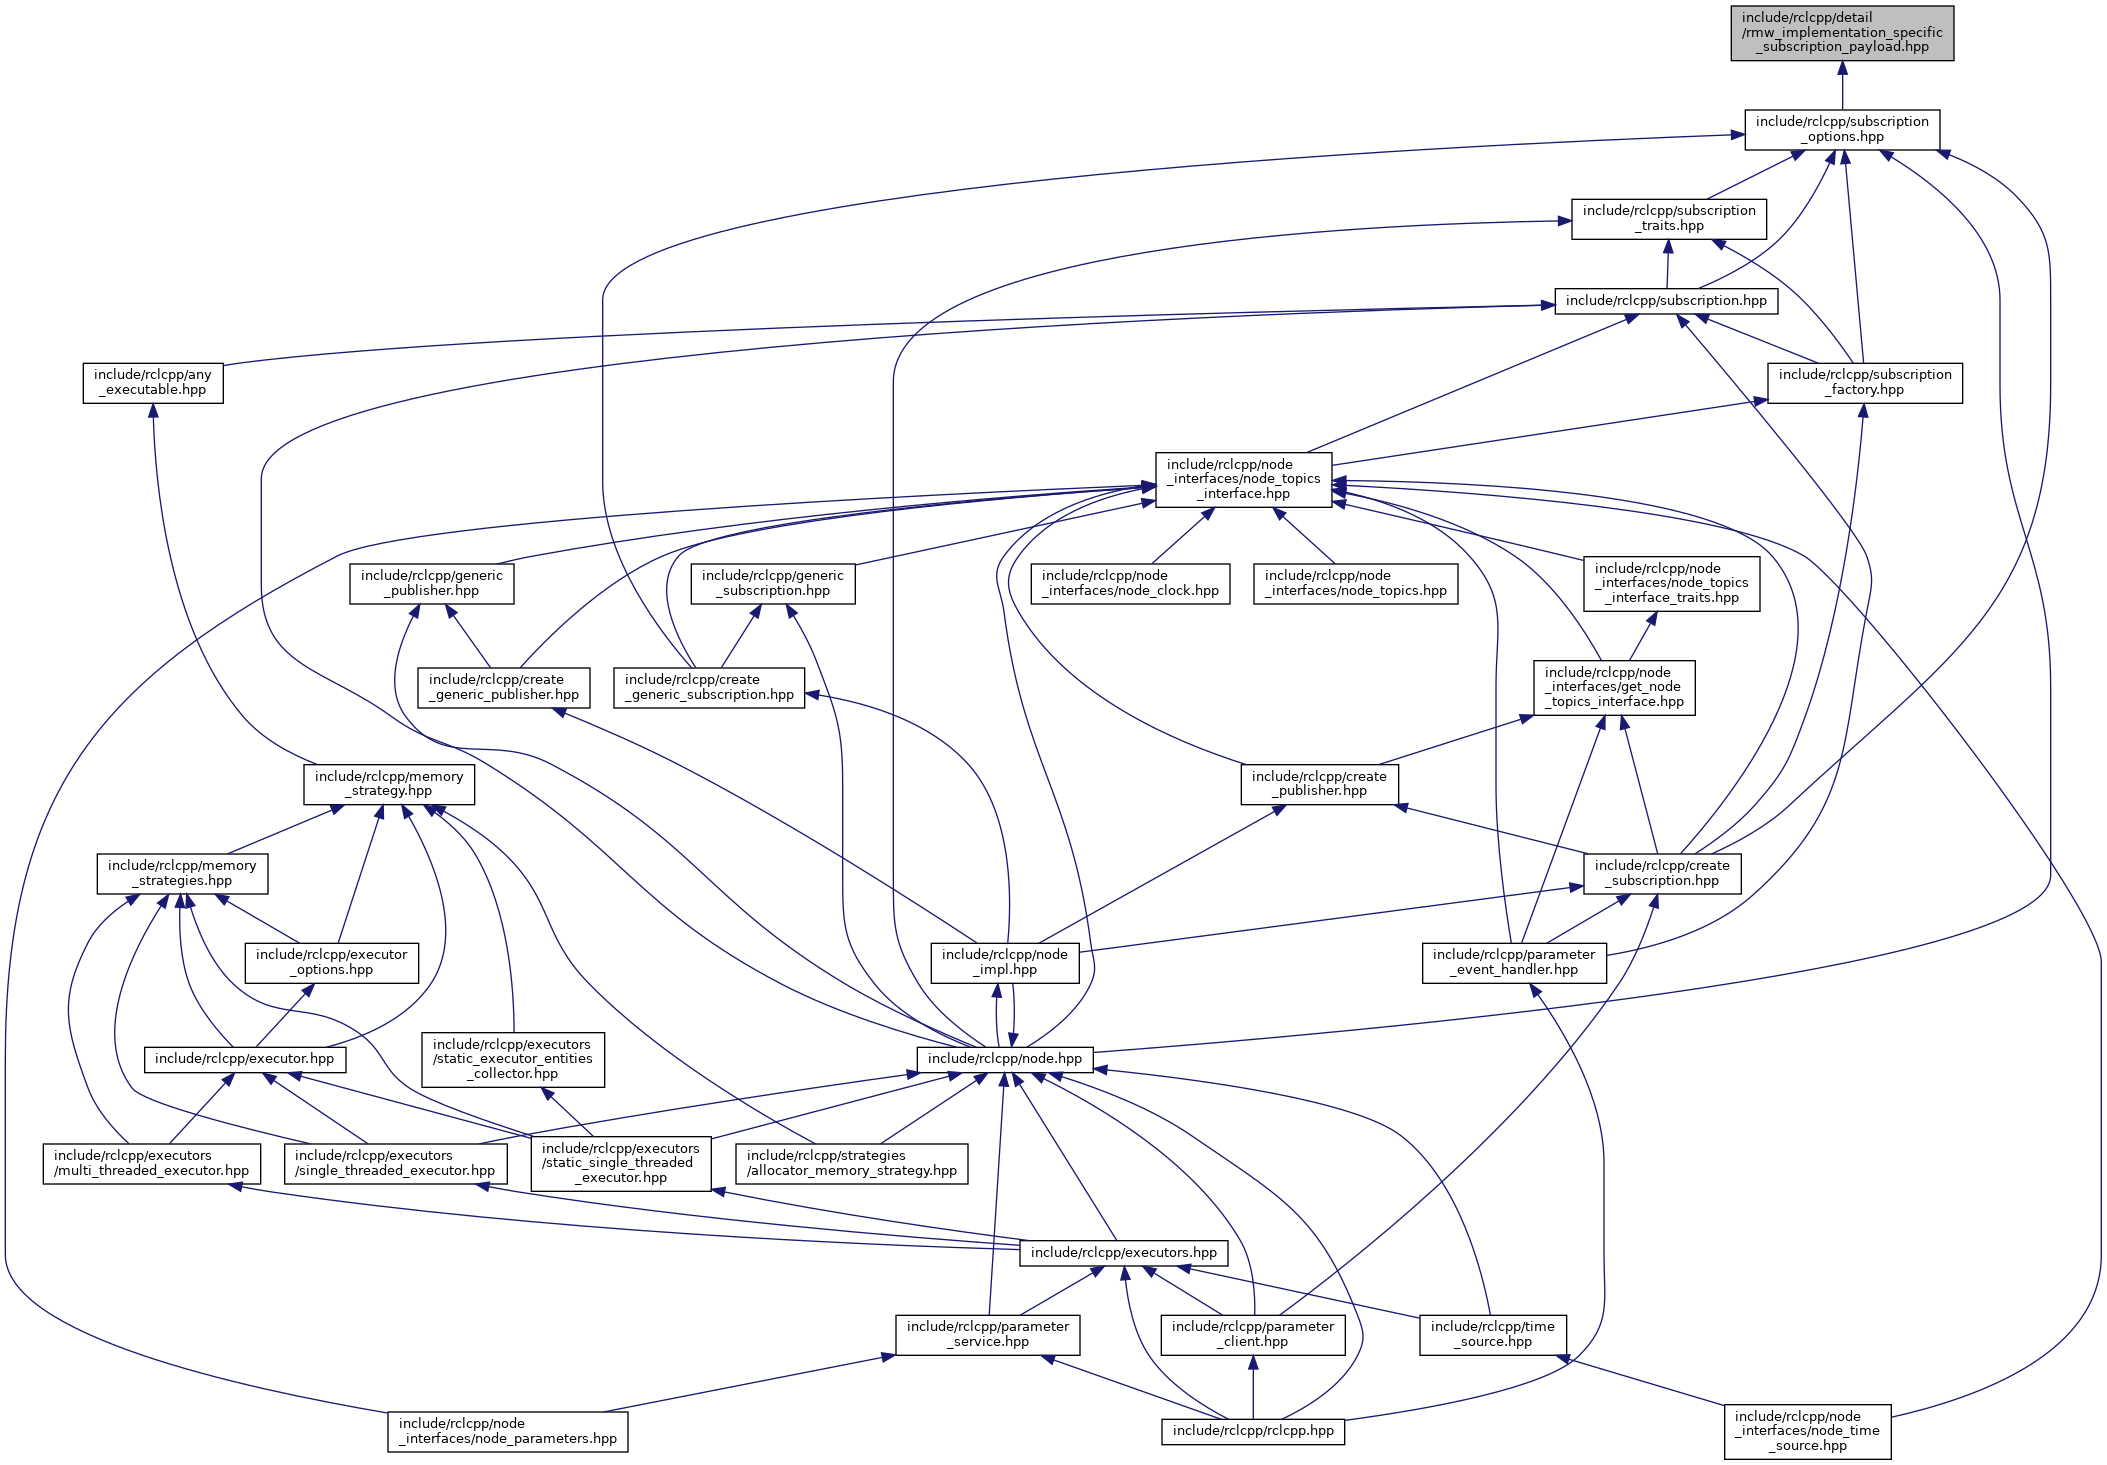 include/rclcpp/detail
/rmw_implementation_specific
_subscription_payload.hpp
include/rclcpp/subscription
_options.hpp
include/rclcpp/subscription
_traits.hpp
include/rclcpp/subscription.hpp
include/rclcpp/any
_executable.hpp
include/rclcpp/subscription
_factory.hpp
include/rclcpp/node
_interfaces/node_topics
_interface.hpp
include/rclcpp/generic
_publisher.hpp
include/rclcpp/generic
_subscription.hpp
include/rclcpp/node
_interfaces/node_clock.hpp
include/rclcpp/node
_interfaces/node_topics.hpp
include/rclcpp/node
_interfaces/node_topics
_interface_traits.hpp
include/rclcpp/create
_generic_publisher.hpp
include/rclcpp/create
_generic_subscription.hpp
include/rclcpp/node
_interfaces/get_node
_topics_interface.hpp
include/rclcpp/memory
_strategy.hpp
include/rclcpp/create
_publisher.hpp
include/rclcpp/memory
_strategies.hpp
include/rclcpp/create
_subscription.hpp
include/rclcpp/executor
_options.hpp
include/rclcpp/node
_impl.hpp
include/rclcpp/parameter
_event_handler.hpp
include/rclcpp/executor.hpp
include/rclcpp/executors
/static_executor_entities
_collector.hpp
include/rclcpp/node.hpp
include/rclcpp/executors
/multi_threaded_executor.hpp
include/rclcpp/executors
/single_threaded_executor.hpp
include/rclcpp/executors
/static_single_threaded
_executor.hpp
include/rclcpp/strategies
/allocator_memory_strategy.hpp
include/rclcpp/executors.hpp
include/rclcpp/parameter
_service.hpp
include/rclcpp/parameter
_client.hpp
include/rclcpp/time
_source.hpp
include/rclcpp/node
_interfaces/node_parameters.hpp
include/rclcpp/rclcpp.hpp
include/rclcpp/node
_interfaces/node_time
_source.hpp